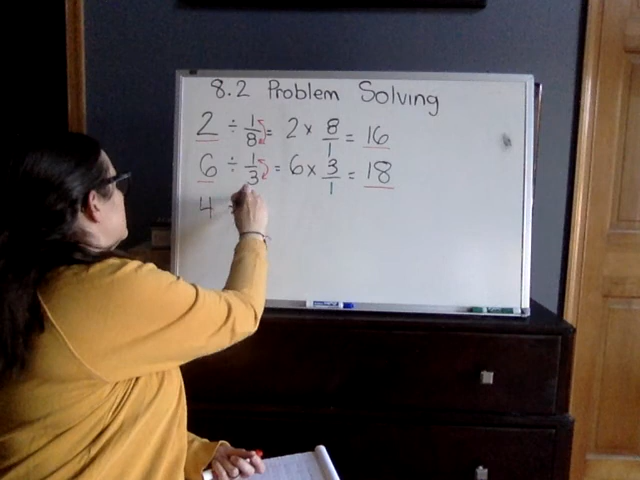 8.2 Problem Solving
2 ÷ 1/8 = 2 × 8/1 = 16
6 ÷ 1/3 = 6 × 3/1 = 18
4